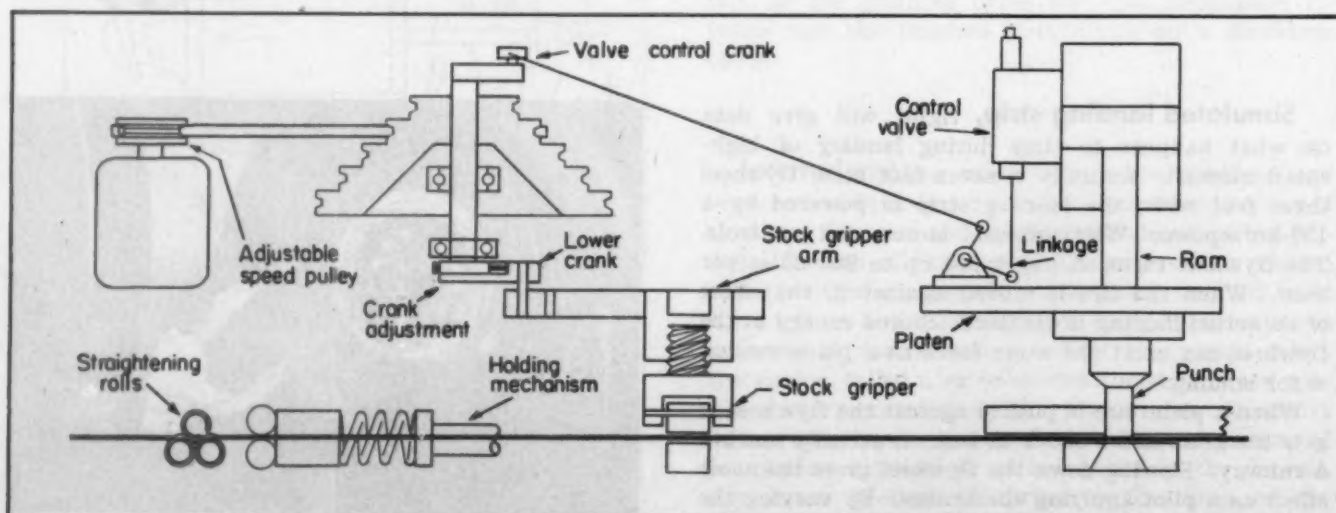 Valve control crank
Control
valve
Adjustable
speed pulley
Lower
crank
Stock gripper
arm
Linkage
Ram
Crank
adjustment
Platen
Straightening
rolls
Holding
mechanism
Stock gripper
Punch